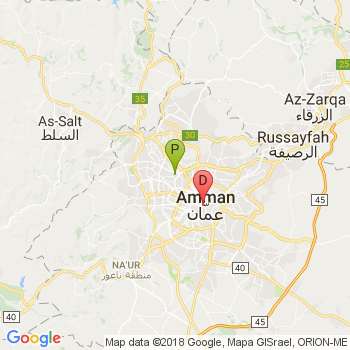 25
Az-Zarqa
الزرقاء
35
As-Salt
السلط
P
30
Russayfah
الرصيفة
D
Amman
عمان
45
NA'UR
منطقة ناعور
40
40
45
Google
Map data ©2018 Google, Mapa GISrael, ORION-ME